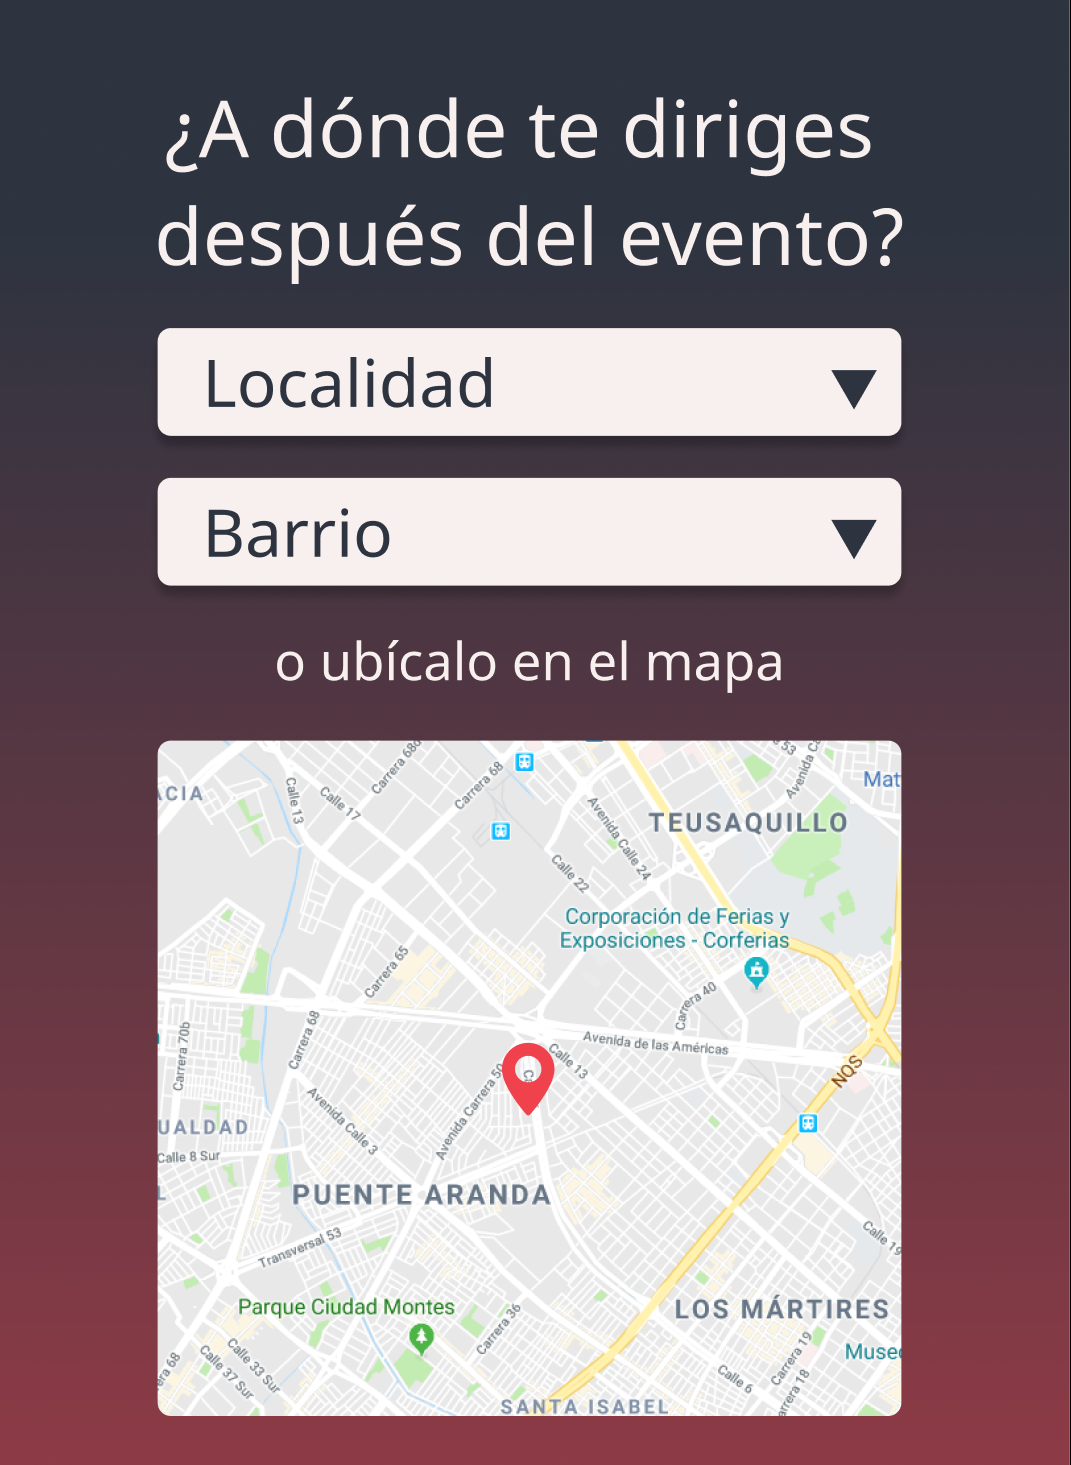 ¿A dónde te diriges
después del evento?
Localidad
Barrio
o ubícalo en el mapa
Carrera 68d
Calle 13
Calle 17
Carrera 68
ACIA
Avenida Calle 24
Calle 22
TEUSAQUILLO
Mat
Corporación de Ferias y
Exposiciones - Corferias
Carrera 65
Carrera 40
Carrera 70b
Carrera 68
Avenida de las Américas
Calle 13
NQS
Avenida Carrera 50
Avenida Calle 3
UALDAD
Calle 8 Sur
PUENTE ARANDA
Transversal 53
Calle 19
Parque Ciudad Montes
LOS MÁRTIRES
Carrera 36
Calle 33 Sur
Calle 37 Sur
Carrera 19
Museo
Calle 6
Carrera 18
SANTA ISABEL